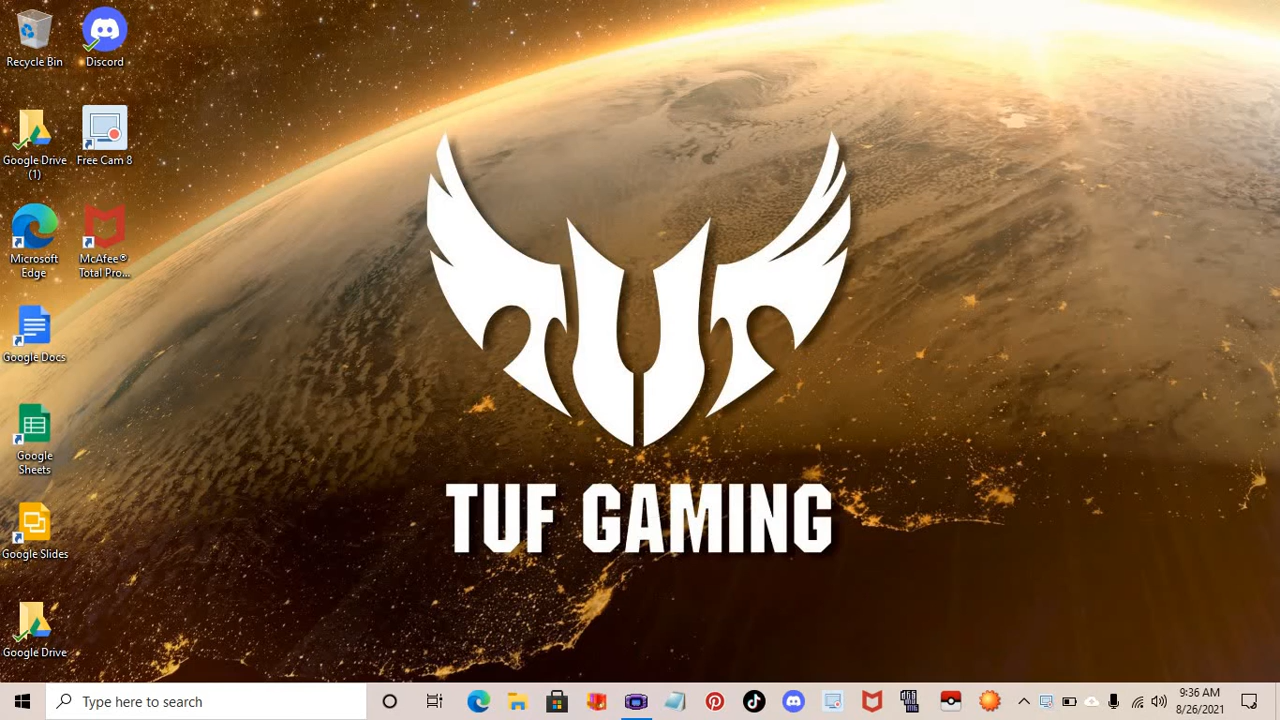 Recycle Bin
Discord
Google Drive
(1)
Free Cam 8
Microsoft
Edge
McAfee®
Total Pro...
Google Docs
Google
Sheets
Google Slides
Google Drive
TUF GAMING
Type here to search
9:36 AM
8/26/2021